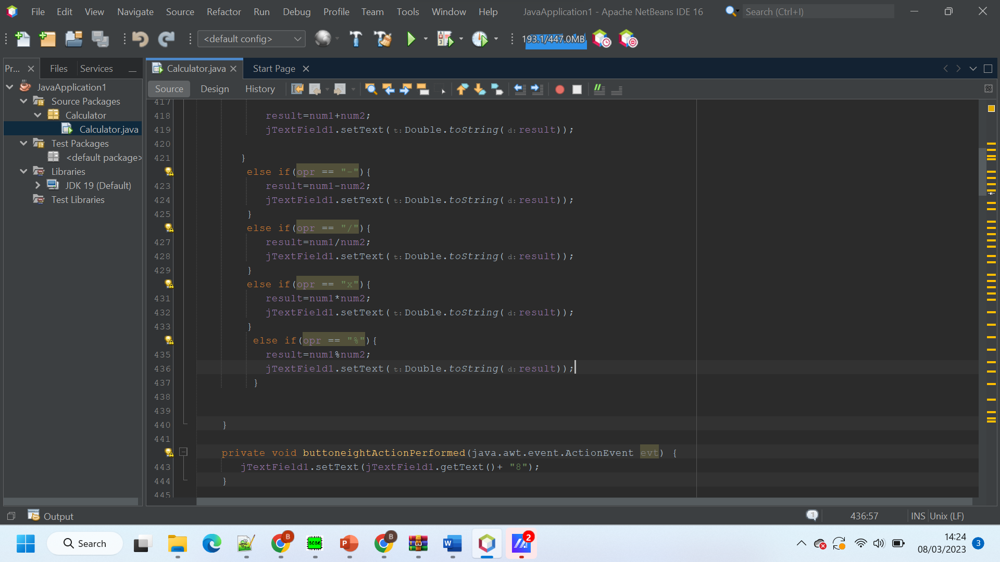 File Edit View Navigate Source Refactor Run Debug Profile Team Tools Window Help JavaApplication1 - Apache NetBeans IDE 16 Search (Ctrl+I)
<default config> 193.1/447.0MB
Pr... Files Services
Calculator.java Start Page
JavaApplication1
Source Packages
Calculator
Calculator.java
Test Packages
<default package>
Libraries
JDK 19 (Default)
Test Libraries
Source Design History
417
418 result=num1+num2;
419 jTextField1.setText( t: Double.toString( d: result));
420
421 }
else if(opr == "-"){
423 result=num1-num2;
424 jTextField1.setText( t: Double.toString( d: result));
425 }
else if(opr == "/"){
427 result=num1/num2;
428 jTextField1.setText( t: Double.toString( d: result));
429 }
else if(opr == "x"){
431 result=num1*num2;
432 jTextField1.setText( t: Double.toString( d: result));
433 }
else if(opr == "%"){
435 result=num1%num2;
436 jTextField1.setText( t: Double.toString( d: result));
437 }
438
439
440 }
441
private void buttoneightActionPerformed(java.awt.event.ActionEvent evt) {
443 jTextField1.setText(jTextField1.getText()+ "8");
444 }
445
Output 1 436:57 INS Unix (LF)
Search B 8086 P B W 2
14:24
08/03/2023 3